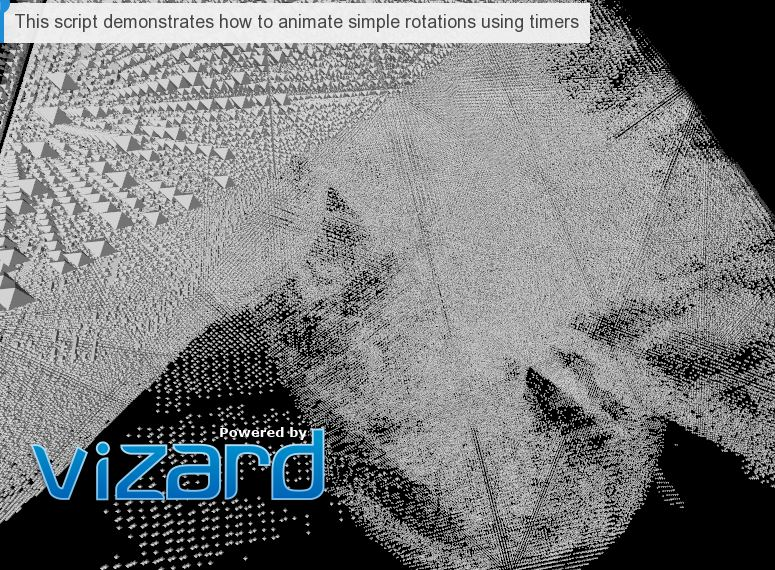 This script demonstrates how to animate simple rotations using timers
Powered by
vizard